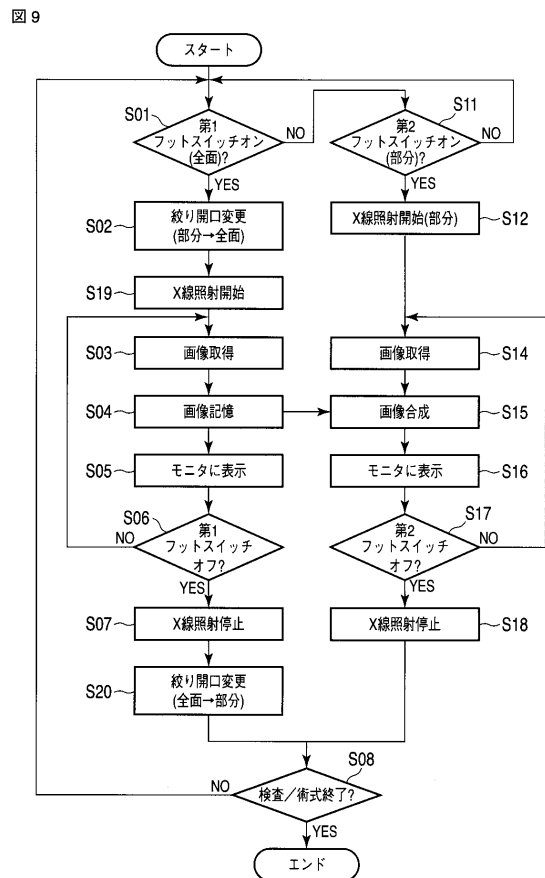 図 9
スタート
S01
第1
フットスイッチオン
(全面)?
NO
YES
S11
第2
フットスイッチオン
(部分)?
NO
YES
S02
絞り開口変更
(部分→全面)
S12
X線照射開始(部分)
S19
X線照射開始
S03
画像取得
S14
画像取得
S04
画像記憶
S15
画像合成
S05
モニタに表示
S16
モニタに表示
S06
第1
フットスイッチ
オフ?
NO
YES
S17
第2
フットスイッチ
オフ?
NO
YES
S07
X線照射停止
S18
X線照射停止
S20
絞り開口変更
(全面→部分)
S08
検査/術式終了?
NO
YES
エンド